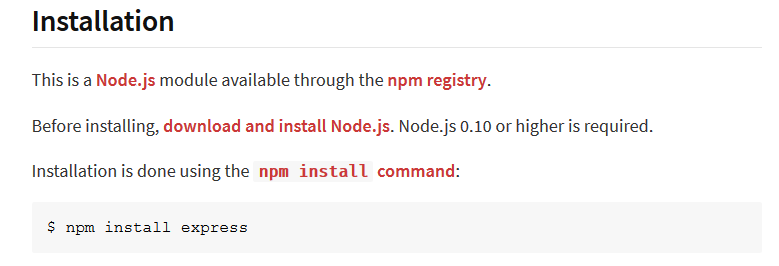 Installation
This is a Node.js module available through the npm registry.
Before installing, download and install Node.js. Node.js 0.10 or higher is required.
Installation is done using the npm install command:
$ npm install express